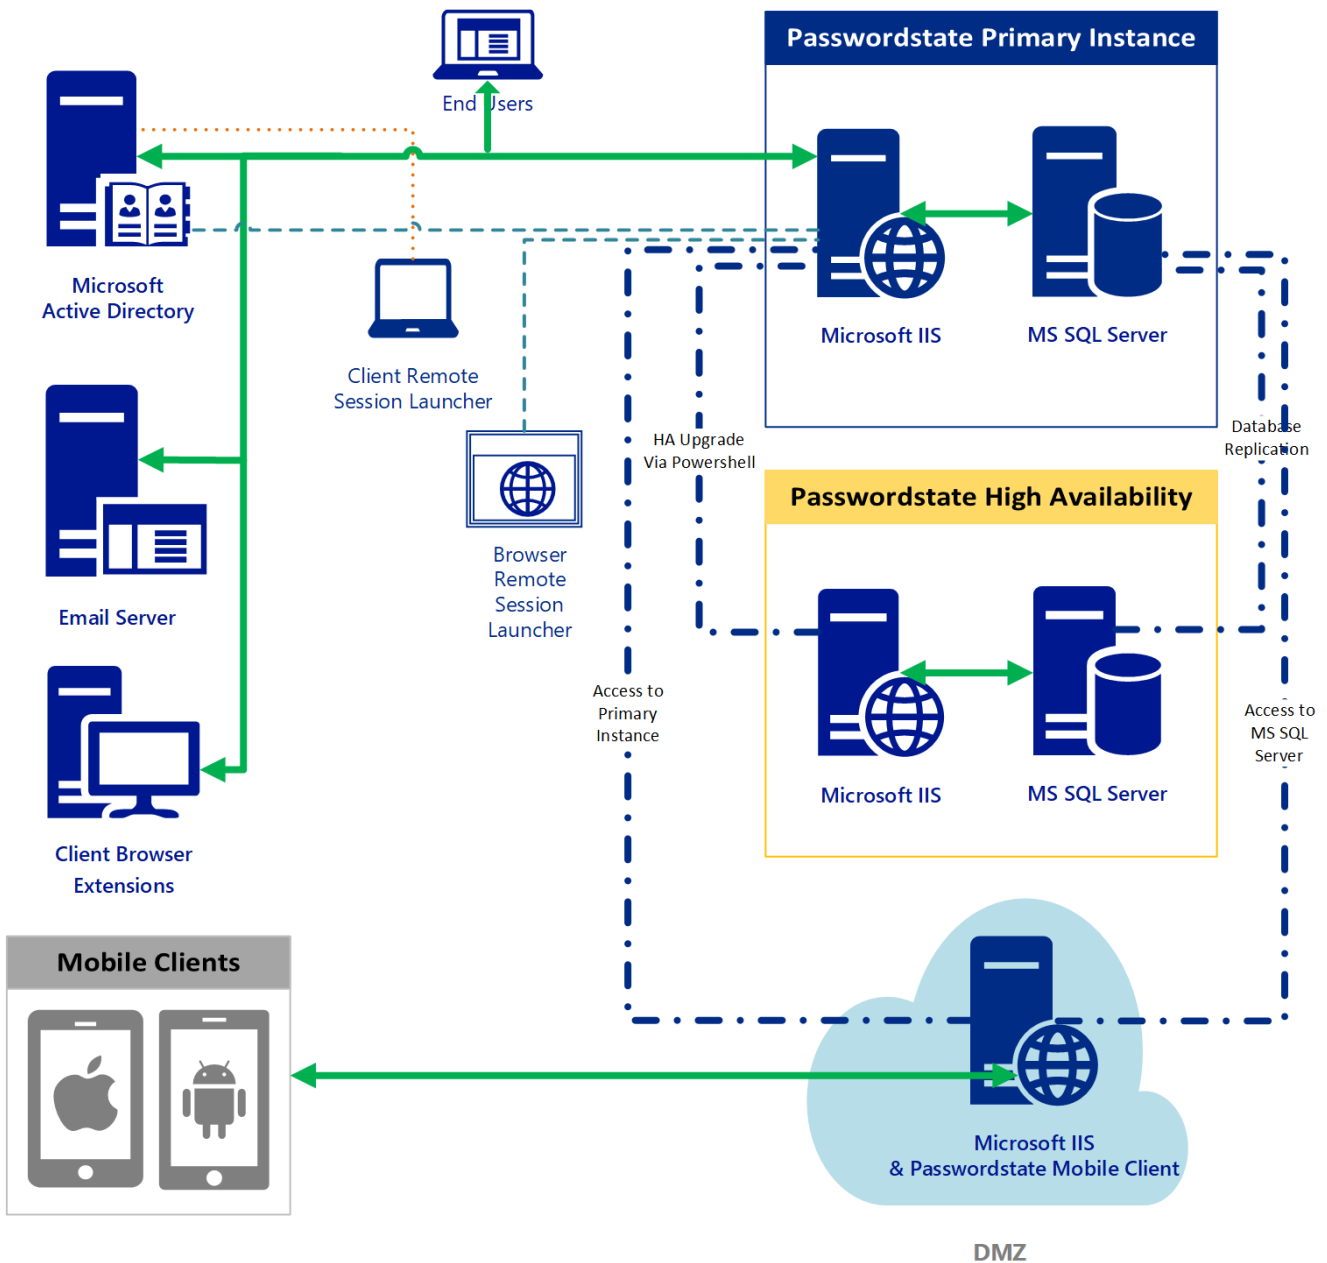 Passwordstate Primary Instance
End Users
Microsoft
Active Directory
Microsoft IIS
MS SQL Server
Client Remote
Session Launcher
HA Upgrade
Via Powershell
Database
Replication
Passwordstate High Availability
Browser
Remote
Session
Launcher
Email Server
Access to
Primary
Instance
Access to
MS SQL
Server
Microsoft IIS
MS SQL Server
Client Browser
Extensions
Mobile Clients
Microsoft IIS
& Passwordstate Mobile Client
DMZ